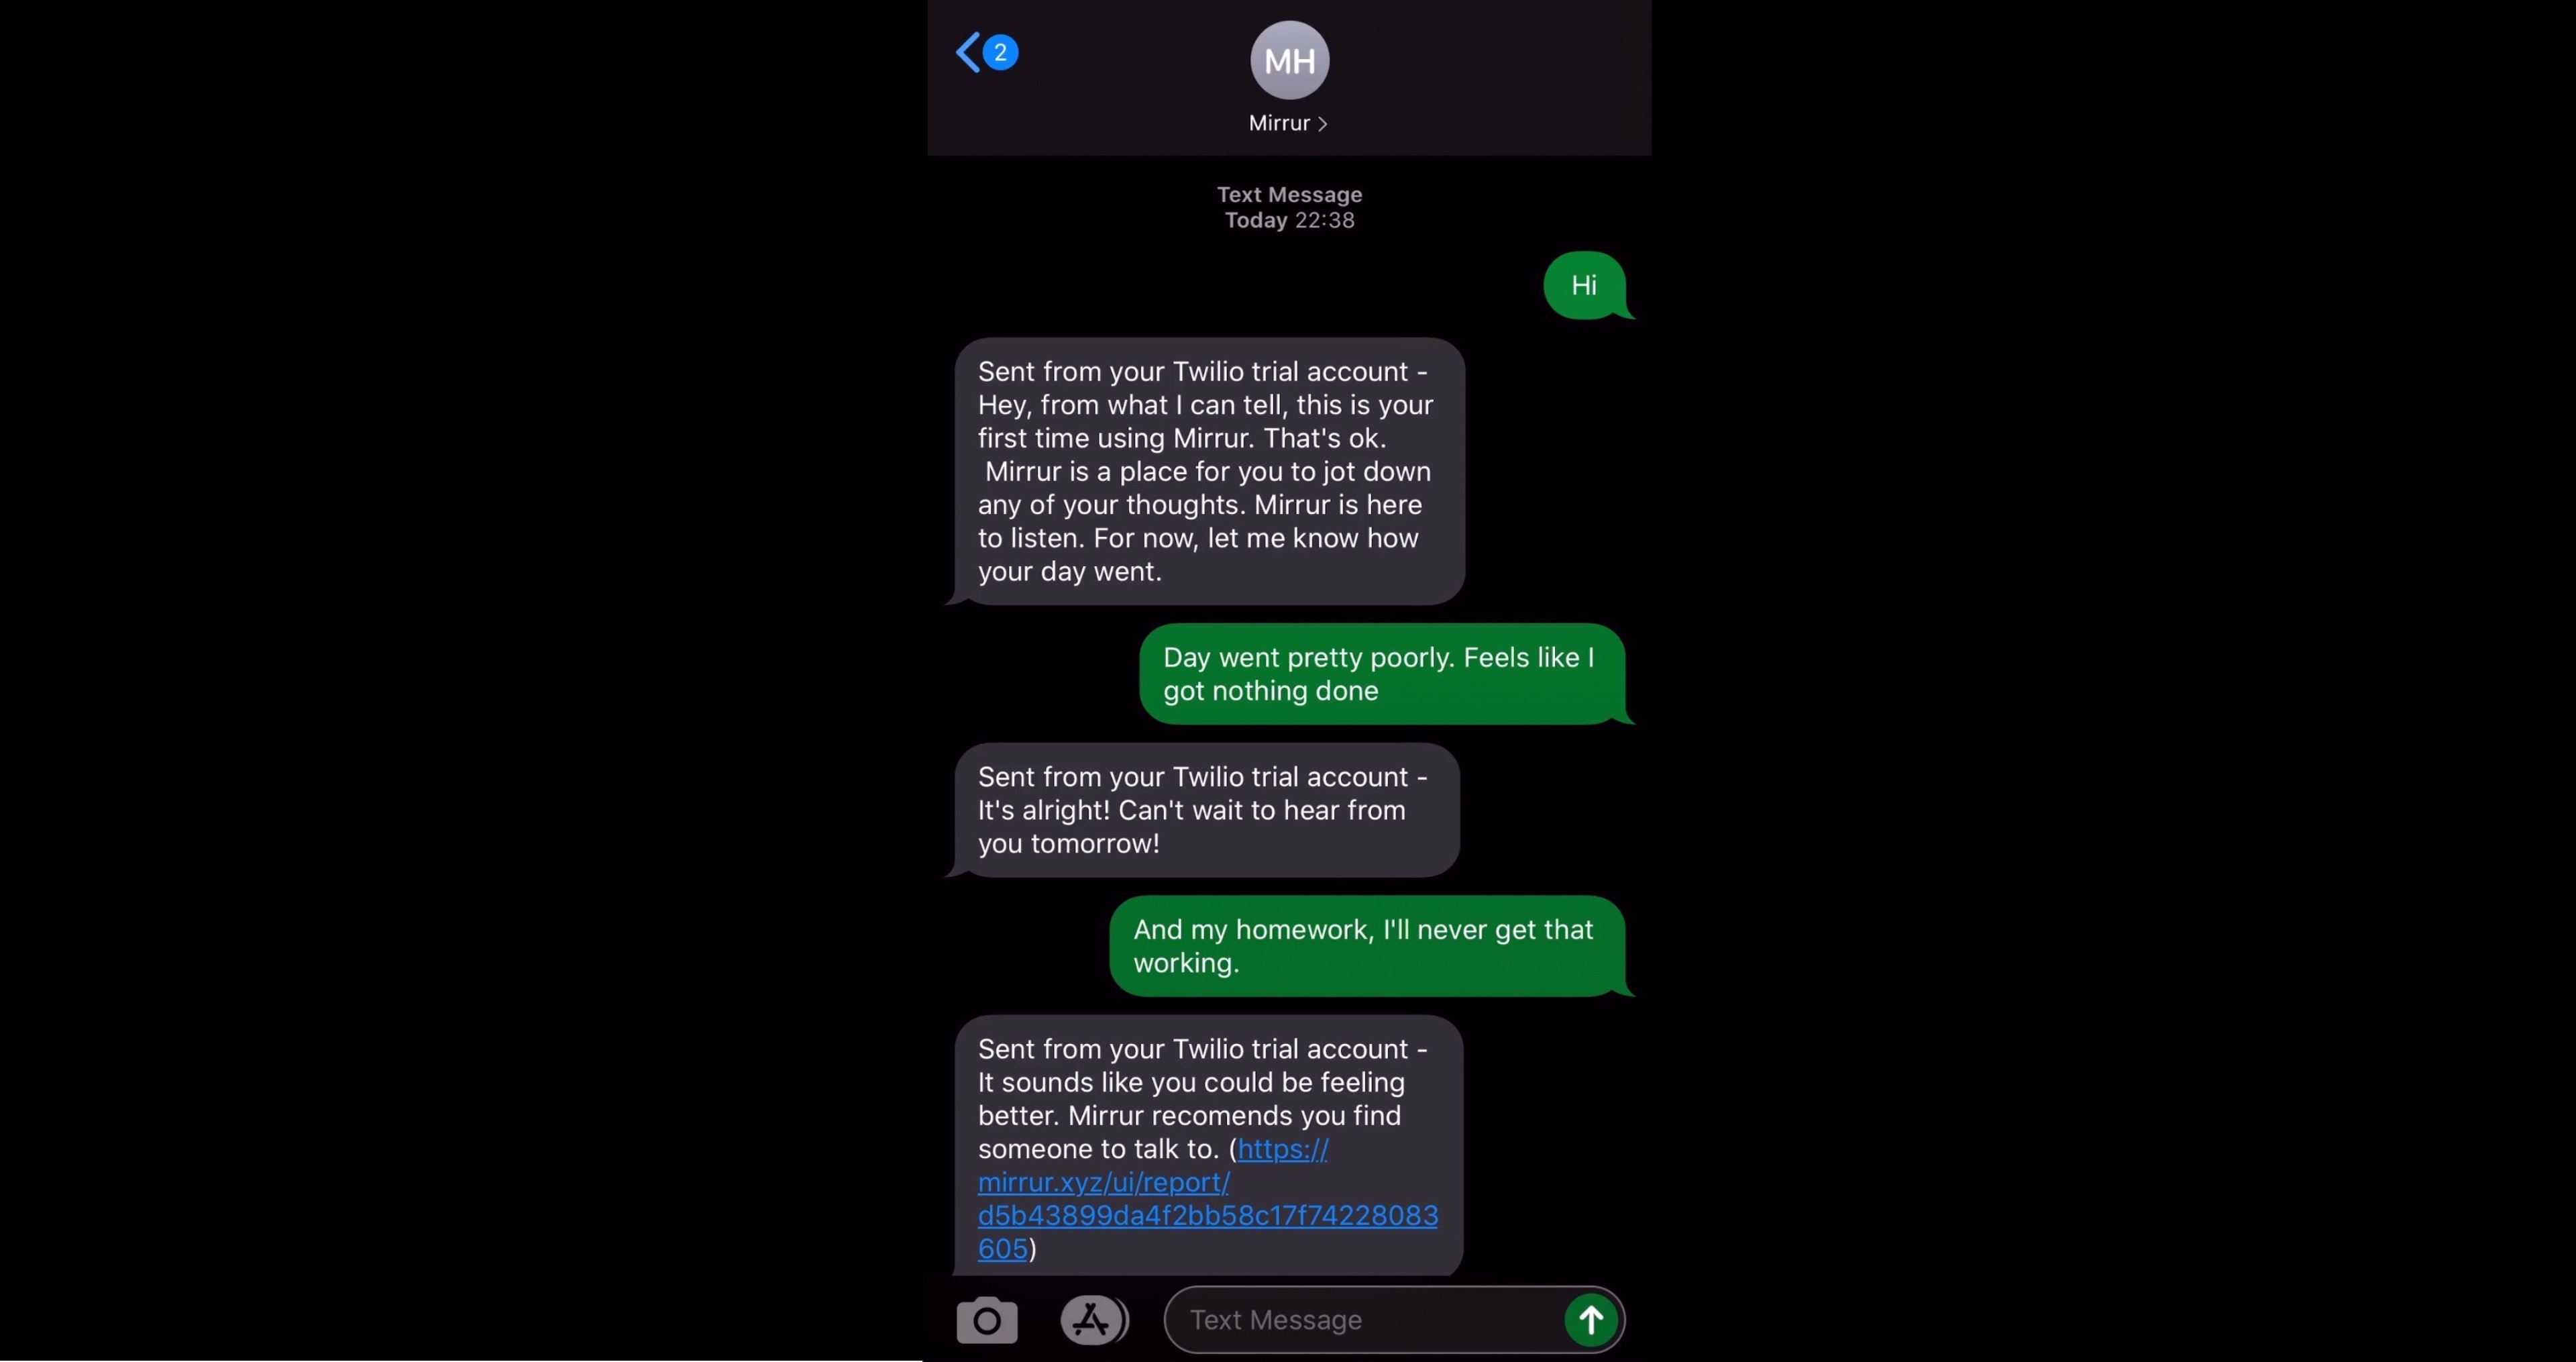 2
MH
Mirrur >
Text Message
Today 22:38
Hi
Sent from your Twilio trial account -
Hey, from what I can tell, this is your
first time using Mirrur. That's ok.
Mirrur is a place for you to jot down
any of your thoughts. Mirrur is here
to listen. For now, let me know how
your day went.
Day went pretty poorly. Feels like I
got nothing done
Sent from your Twilio trial account -
It's alright! Can't wait to hear from
you tomorrow!
And my homework, I'll never get that
working.
Sent from your Twilio trial account -
It sounds like you could be feeling
better. Mirrur recomends you find
someone to talk to. (https://
mirrur.xyz/ui/report/
d5b43899da4f2bb58c17f74228083
605)
Text Message